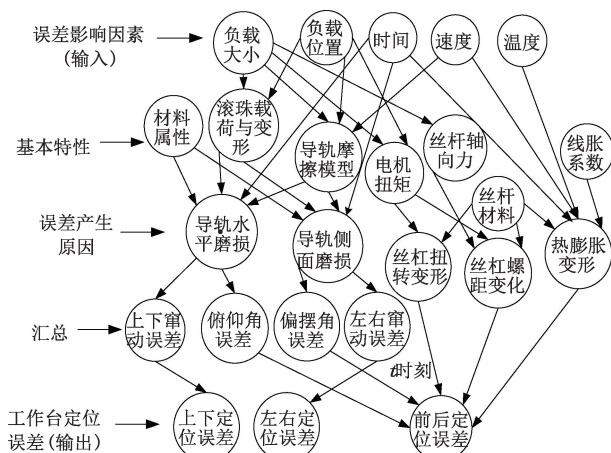 误差影响因素
(输入)
负载
大小
负载
位置
时间
速度
温度
基本特性
材料
属性
滚珠载
荷与变
形
导轨摩
擦模型
电机
扭矩
丝杆轴
向力
丝杆
材料
线胀
系数
误差产生
原因
导轨水
平磨损
导轨侧
面磨损
丝杠扭
转变形
丝杠螺
距变化
热膨胀
变形
汇总
上下窜
动误差
俯仰角
误差
偏摆角
误差
左右窜
动误差
t时刻
工作台定位
误差(输出)
上下定
位误差
左右定
位误差
前后定
位误差